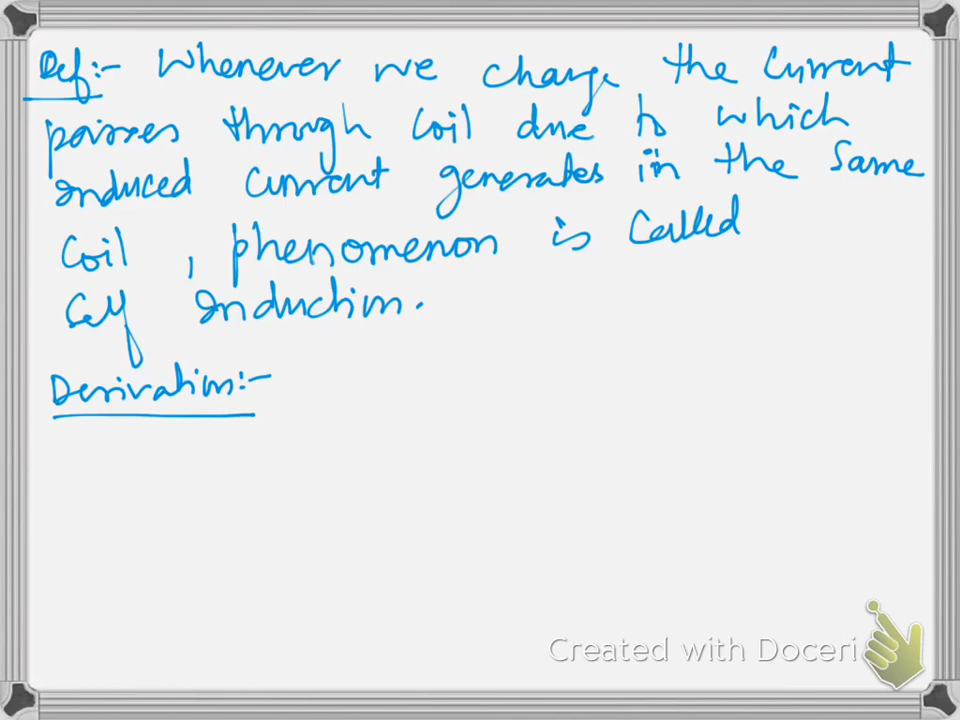 Def:- Whenever we change the current
passes through coil due to which
induced current generates in the same
coil , phenomenon is called
Self induction.
Derivation:-
Created with Doceri